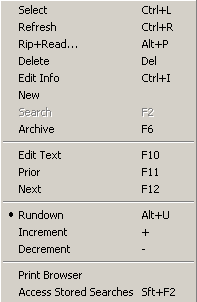 Select Ctrl+L
Refresh Ctrl+R
Rip+Read... Alt+P
Delete Del
Edit Info Ctrl+I
New
Search F2
Archive F6
Edit Text F10
Prior F11
Next F12
• Rundown Alt+U
Increment +
Decrement -
Print Browser
Access Stored Searches Sft+F2